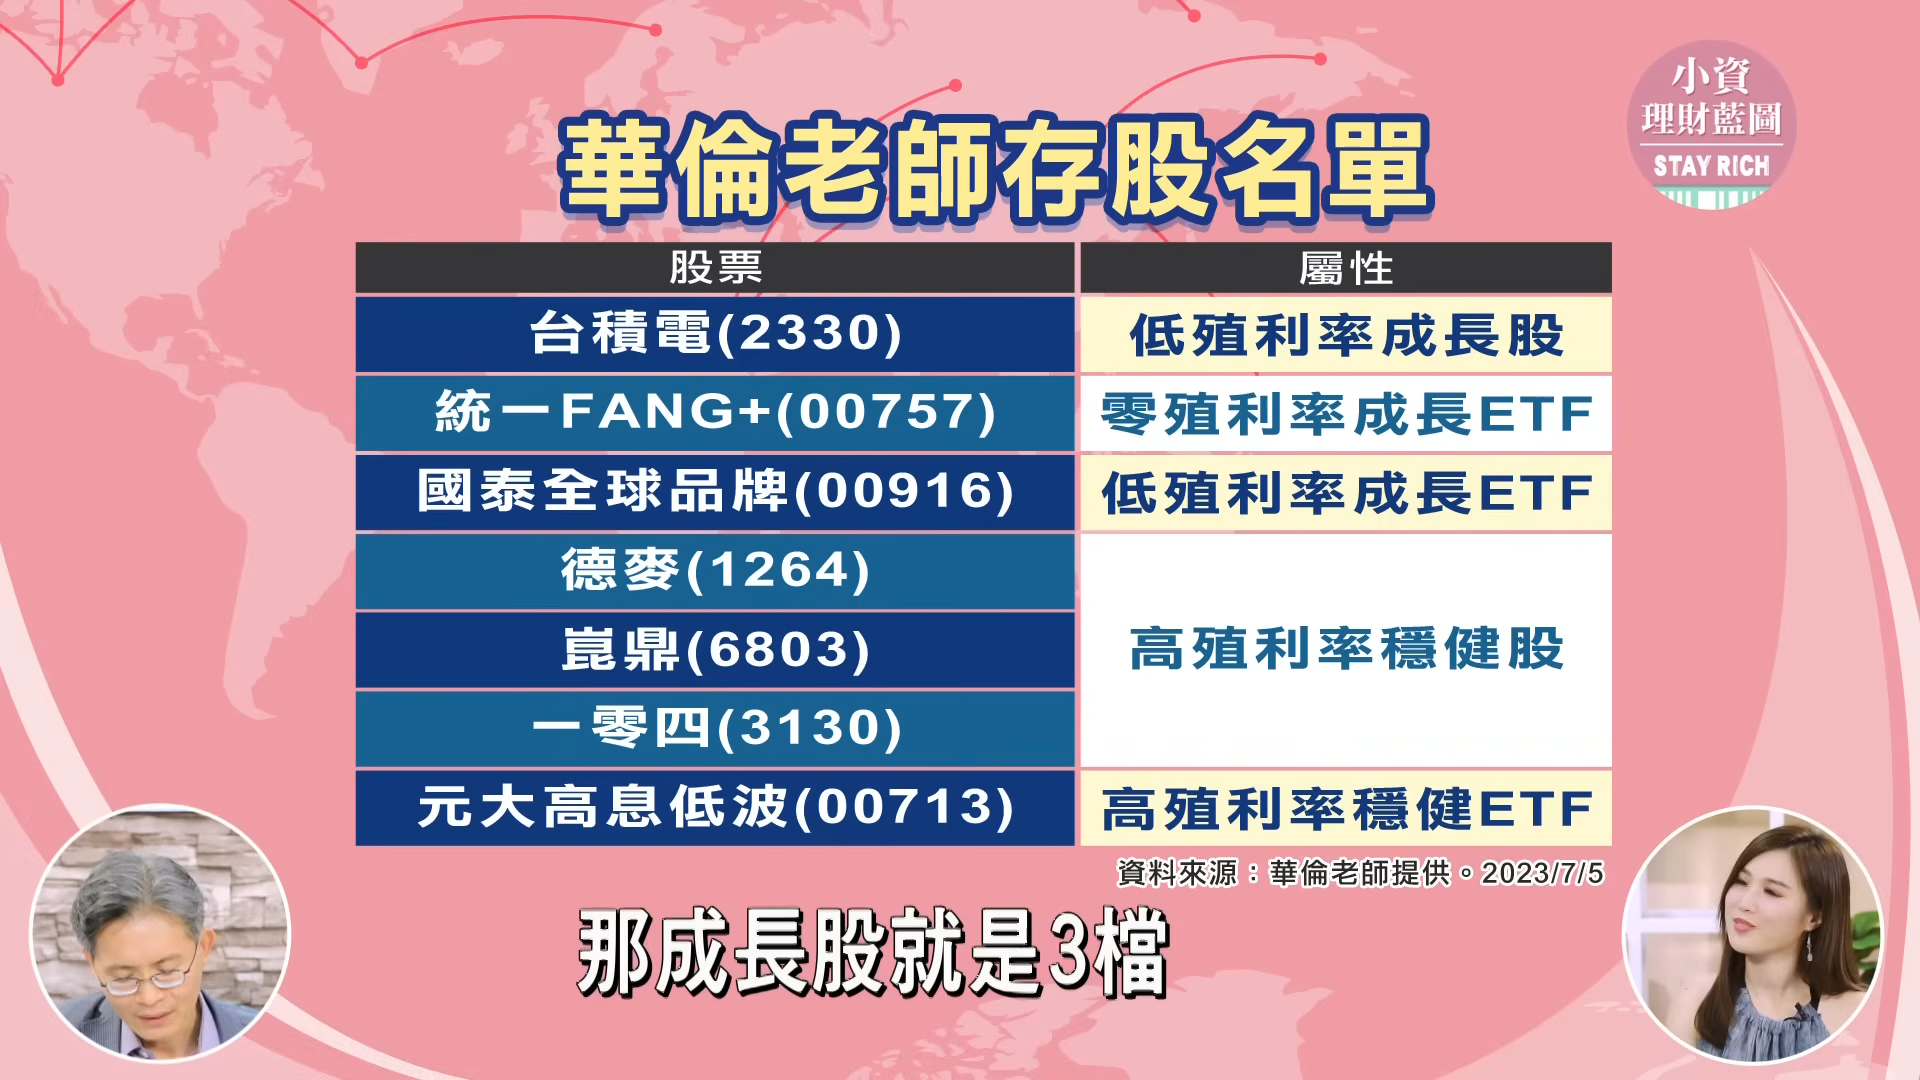 小資
理財藍圖
STAY RICH
華倫老師存股名單
股票 屬性
台積電(2330) 低殖利率成長股
統一FANG+(00757) 零殖利率成長ETF
國泰全球品牌(00916) 低殖利率成長ETF
德麥(1264)
崑鼎(6803) 高殖利率穩健股
一零四(3130)
元大高息低波(00713) 高殖利率穩健ETF
資料來源：華倫老師提供。2023/7/5
那成長股就是3檔